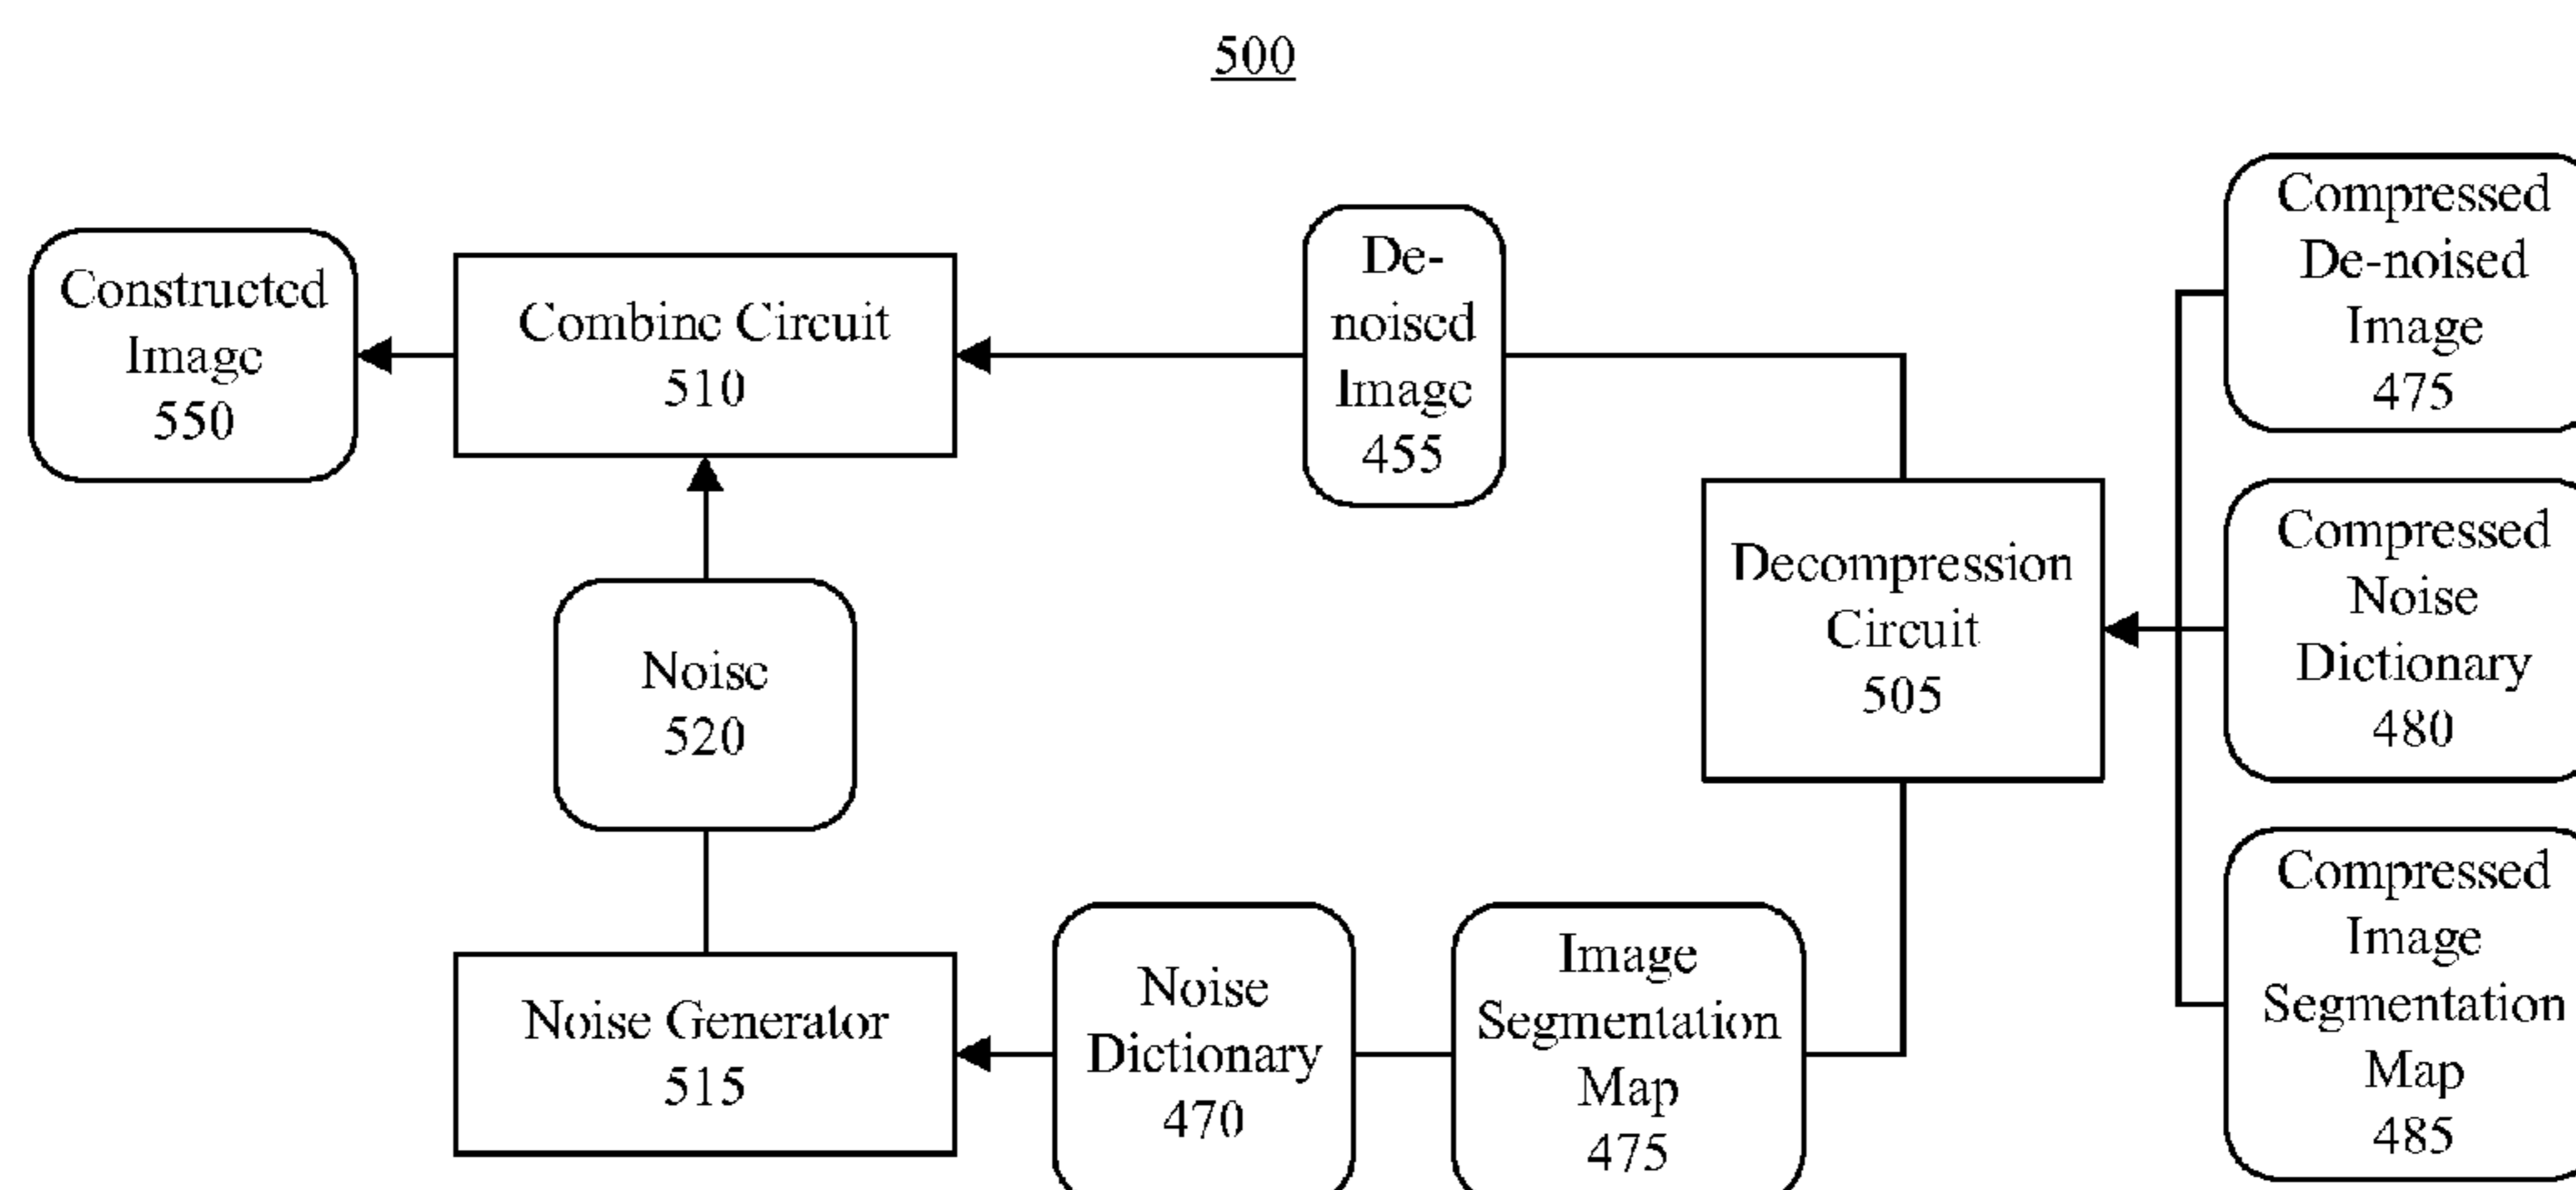 500
Constructed
Image
550
Combine Circuit
510
De-
noised
Image
455
Compressed
De-noised
Image
475
Decompression
Circuit
505
Compressed
Noise
Dictionary
480
Noise
520
Noise Generator
515
Noise
Dictionary
470
Image
Segmentation
Map
475
Compressed
Image
Segmentation
Map
485